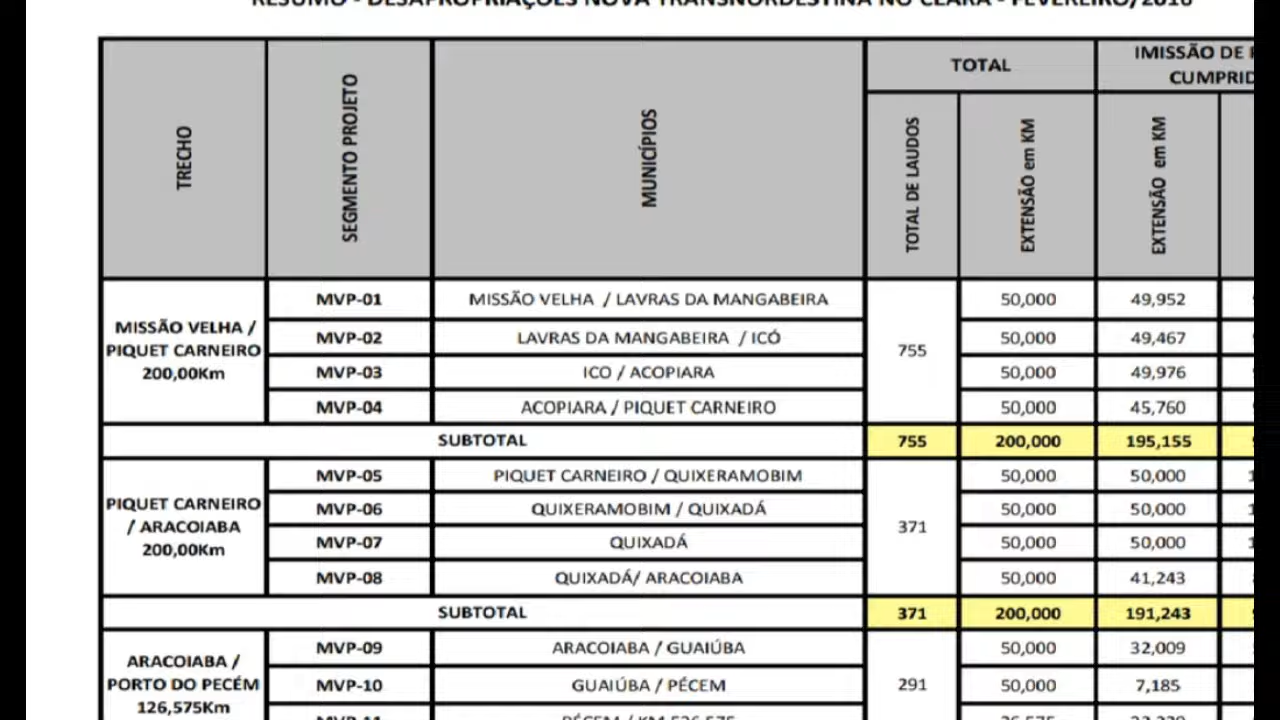 RESUMO - DESAPROPRIAÇÕES NOVA TRANSNORDESTINA NO CEARÁ - FEVEREIRO/2016
TRECHO SEGMENTO PROJETO MUNICÍPIOS TOTAL IMISSÃO DE
CUMPRID
TOTAL DE LAUDOS EXTENSÃO em KM EXTENSÃO em KM
MISSÃO VELHA /
PIQUET CARNEIRO
200,00Km
MVP-01 MISSÃO VELHA / LAVRAS DA MANGABEIRA 50,000 49,952
MVP-02 LAVRAS DA MANGABEIRA / ICÓ 50,000 49,467
755
MVP-03 ICO / ACOPIARA 50,000 49,976
MVP-04 ACOPIARA / PIQUET CARNEIRO 50,000 45,760
SUBTOTAL 755 200,000 195,155
PIQUET CARNEIRO
/ ARACOIABA
200,00Km
MVP-05 PIQUET CARNEIRO / QUIXERAMOBIM 50,000 50,000
MVP-06 QUIXERAMOBIM / QUIXADÁ 50,000 50,000
371
MVP-07 QUIXADÁ 50,000 50,000
MVP-08 QUIXADÁ/ ARACOIABA 50,000 41,243
SUBTOTAL 371 200,000 191,243
ARACOIABA /
PORTO DO PECÉM
126,575Km
MVP-09 ARACOIABA / GUAIÚBA 50,000 32,009
MVP-10 GUAIÚBA / PÉCEM 291 50,000 7,185
MVP-11 PÉCEM / KM 526,575 26,575